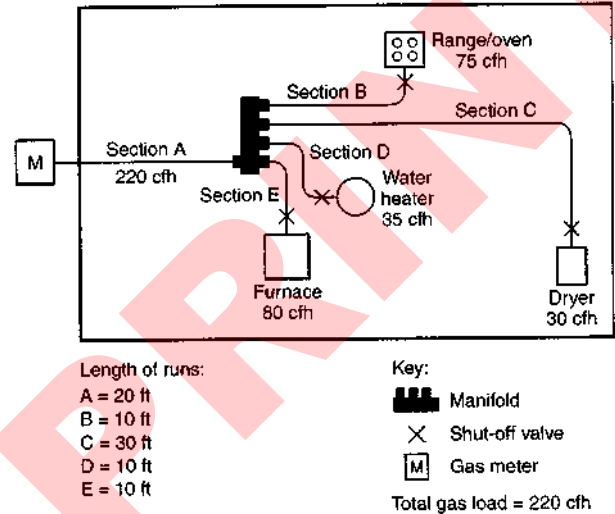 Range/oven
75 cfh
Section B
Section C
Section A
Section D
M
220 cfh
Section E
Water
heater
35 cfh
Furnace
80 cfh
Dryer
30 cfh
Length of runs:
A = 20 ft
B = 10 ft
C = 30 ft
D = 10 ft
E = 10 ft
Key:
Manifold
Shut-off valve
M Gas meter
Total gas load = 220 cfh
PRIN